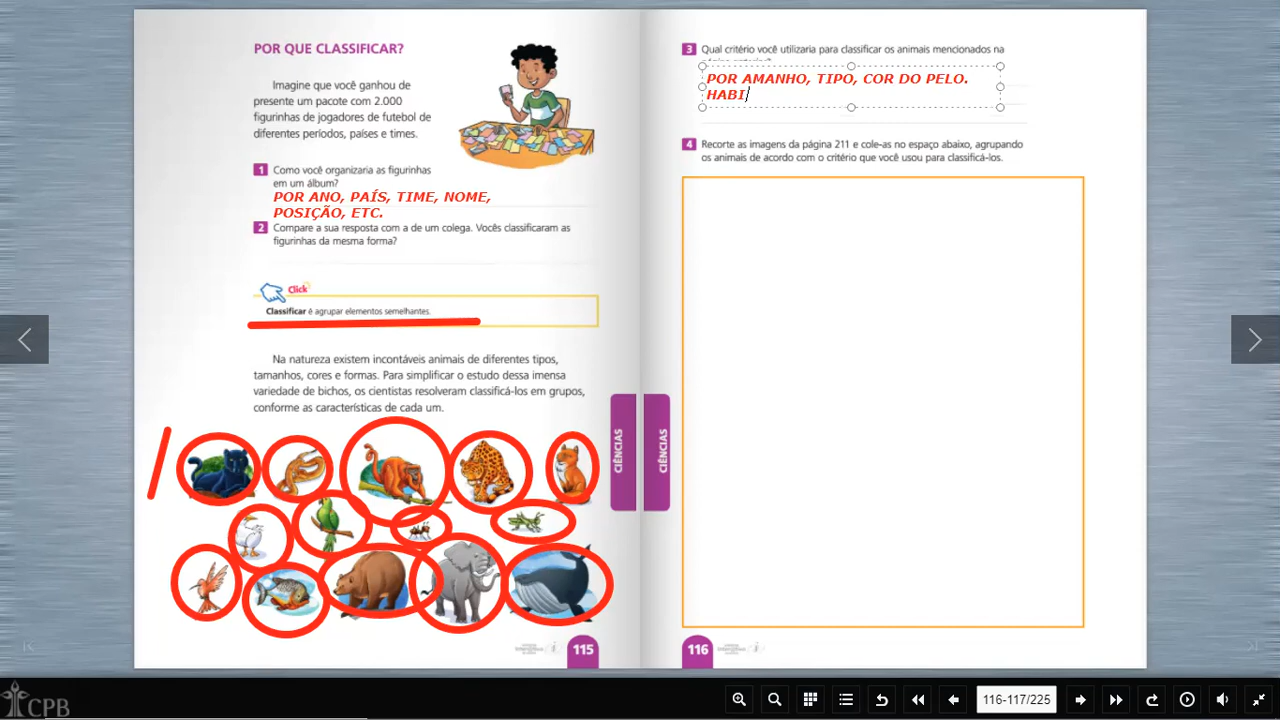 POR QUE CLASSIFICAR?
Imagine que você ganhou de
presente um pacote com 2.000
figurinhas de jogadores de futebol de
diferentes períodos, países e times.
1 Como você organizaria as figurinhas
em um álbum?
POR ANO, PAÍS, TIME, NOME,
POSIÇÃO, ETC.
2 Compare a sua resposta com a de um colega. Vocês classificaram as
figurinhas da mesma forma?
Click
Classificar é agrupar elementos semelhantes.
Na natureza existem incontáveis animais de diferentes tipos,
tamanhos, cores e formas. Para simplificar o estudo dessa imensa
variedade de bichos, os cientistas resolveram classificá-los em grupos,
conforme as características de cada um.
CIÊNCIAS
115
3 Qual critério você utilizaria para classificar os animais mencionados na
POR AMANHO, TIPO, COR DO PELO.
HABI
4 Recorte as imagens da página 211 e cole-as no espaço abaixo, agrupando
os animais de acordo com o critério que você usou para classificá-los.
CIÊNCIAS
116
CPB
116-117/225